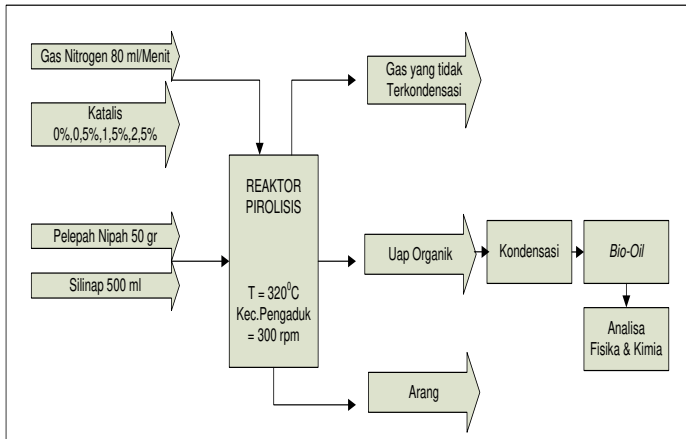 Gas Nitrogen 80 ml/Menit
Katalis
0%,0,5%,1,5%,2,5%
Pelepah Nipah 50 gr
Silinap 500 ml
REAKTOR
PIROLISIS
T = 320⁰C
Kec.Pengaduk
= 300 rpm
Gas yang tidak
Terkondensasi
Uap Organik
Kondensasi
Bio-Oil
Analisa
Fisika & Kimia
Arang